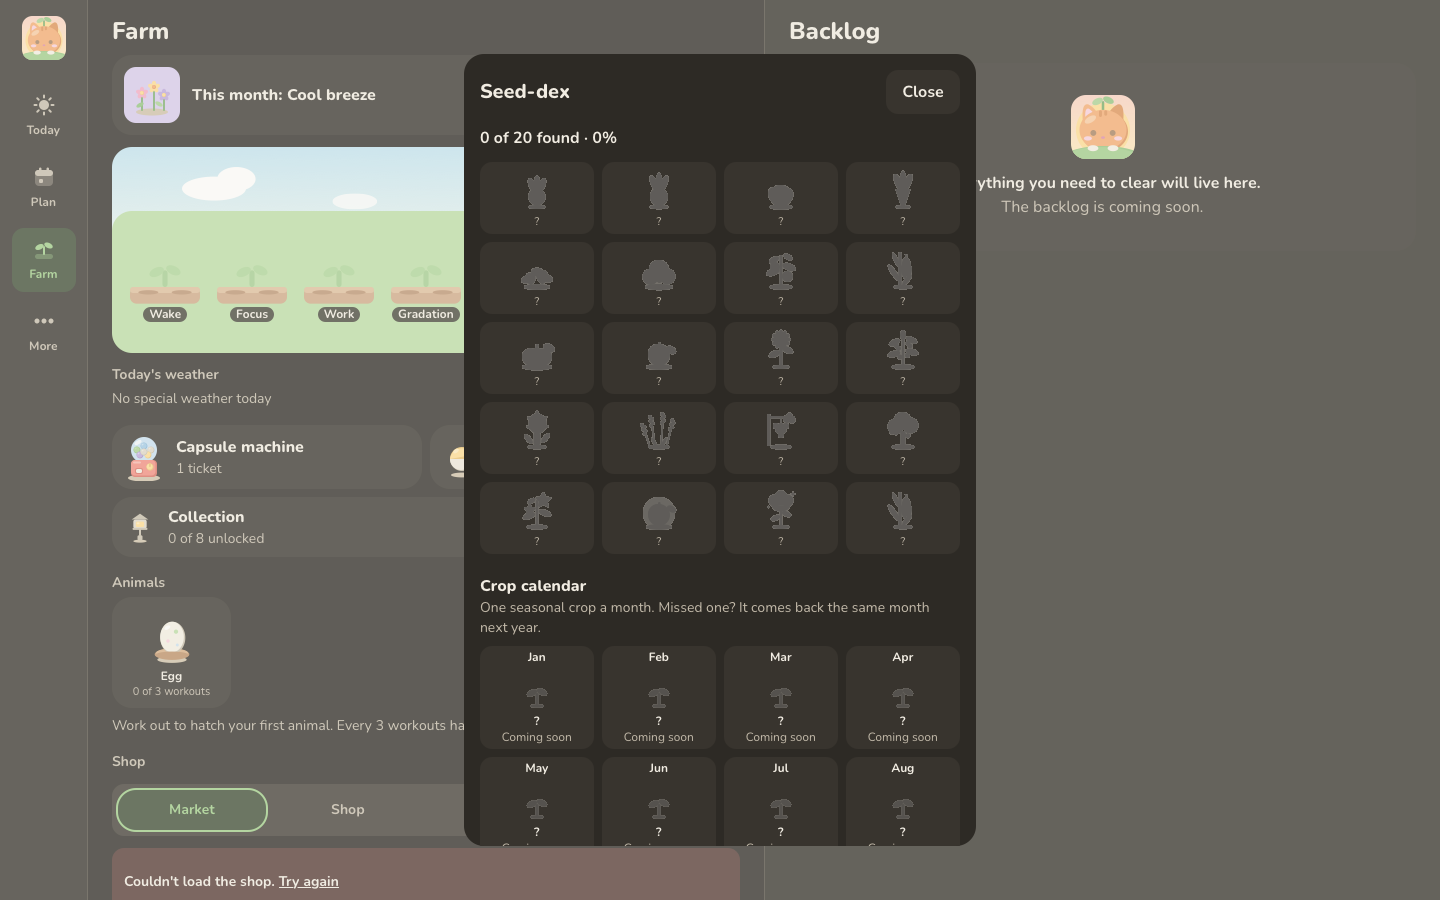 Today
Plan
Farm
More
Farm
This month: Cool breeze
Wake
Focus
Work
Gradation
Today's weather
No special weather today
Capsule machine
1 ticket
Collection
0 of 8 unlocked
Animals
Egg
0 of 3 workouts
Work out to hatch your first animal. Every 3 workouts ha
Shop
Market
Shop
Couldn't load the shop. Try again
Seed-dex
Close
0 of 20 found · 0%
? ? ? ?
? ? ? ?
? ? ? ?
? ? ? ?
? ? ? ?
Crop calendar
One seasonal crop a month. Missed one? It comes back the same month
next year.
Jan Feb Mar Apr
? ? ? ?
Coming soon Coming soon Coming soon Coming soon
May Jun Jul Aug
? ? ? ?
Backlog
ything you need to clear will live here.
The backlog is coming soon.